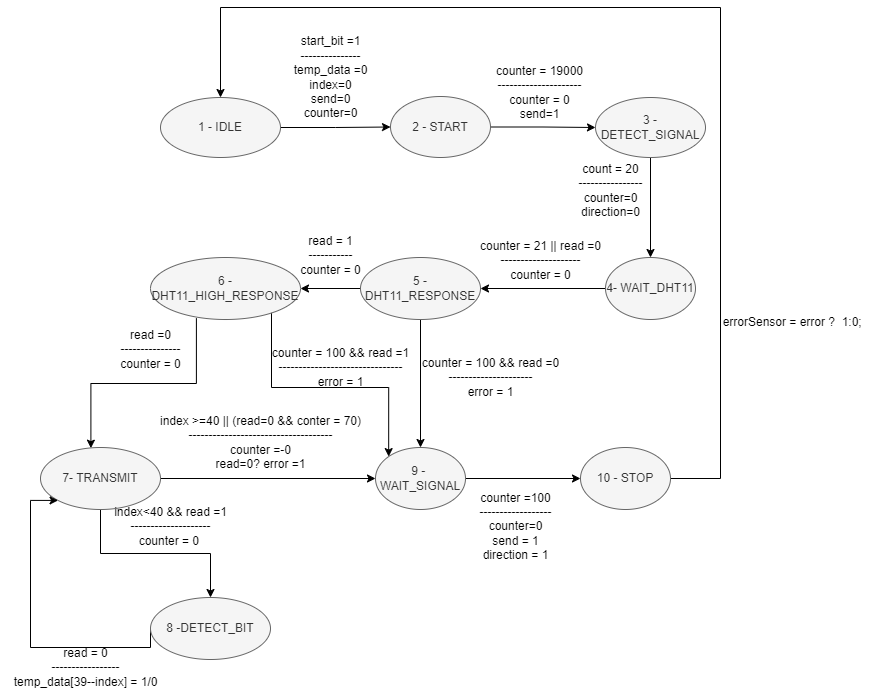 start_bit =1
---------------
temp_data =0
index=0
send=0
counter=0
counter = 19000
---------------------
counter = 0
send=1
1 - IDLE
2 - START
3 -
DETECT_SIGNAL
count = 20
----------------
counter=0
direction=0
read = 1
-----------
counter = 0
counter = 21 || read =0
--------------------
counter = 0
6 -
DHT11_HIGH_RESPONSE
5 -
DHT11_RESPONSE
4- WAIT_DHT11
errorSensor = error ? 1:0;
read =0
---------------
counter = 0
counter = 100 && read =1
-------------------------------
error = 1
counter = 100 && read =0
---------------------
error = 1
index >=40 || (read=0 && conter = 70)
------------------------------------
counter =-0
read=0? error =1
7- TRANSMIT
9 -
WAIT_SIGNAL
10 - STOP
counter =100
------------------
counter=0
send = 1
direction = 1
index<40 && read =1
--------------------
counter = 0
8 -DETECT_BIT
read = 0
-----------------
temp_data[39--index] = 1/0